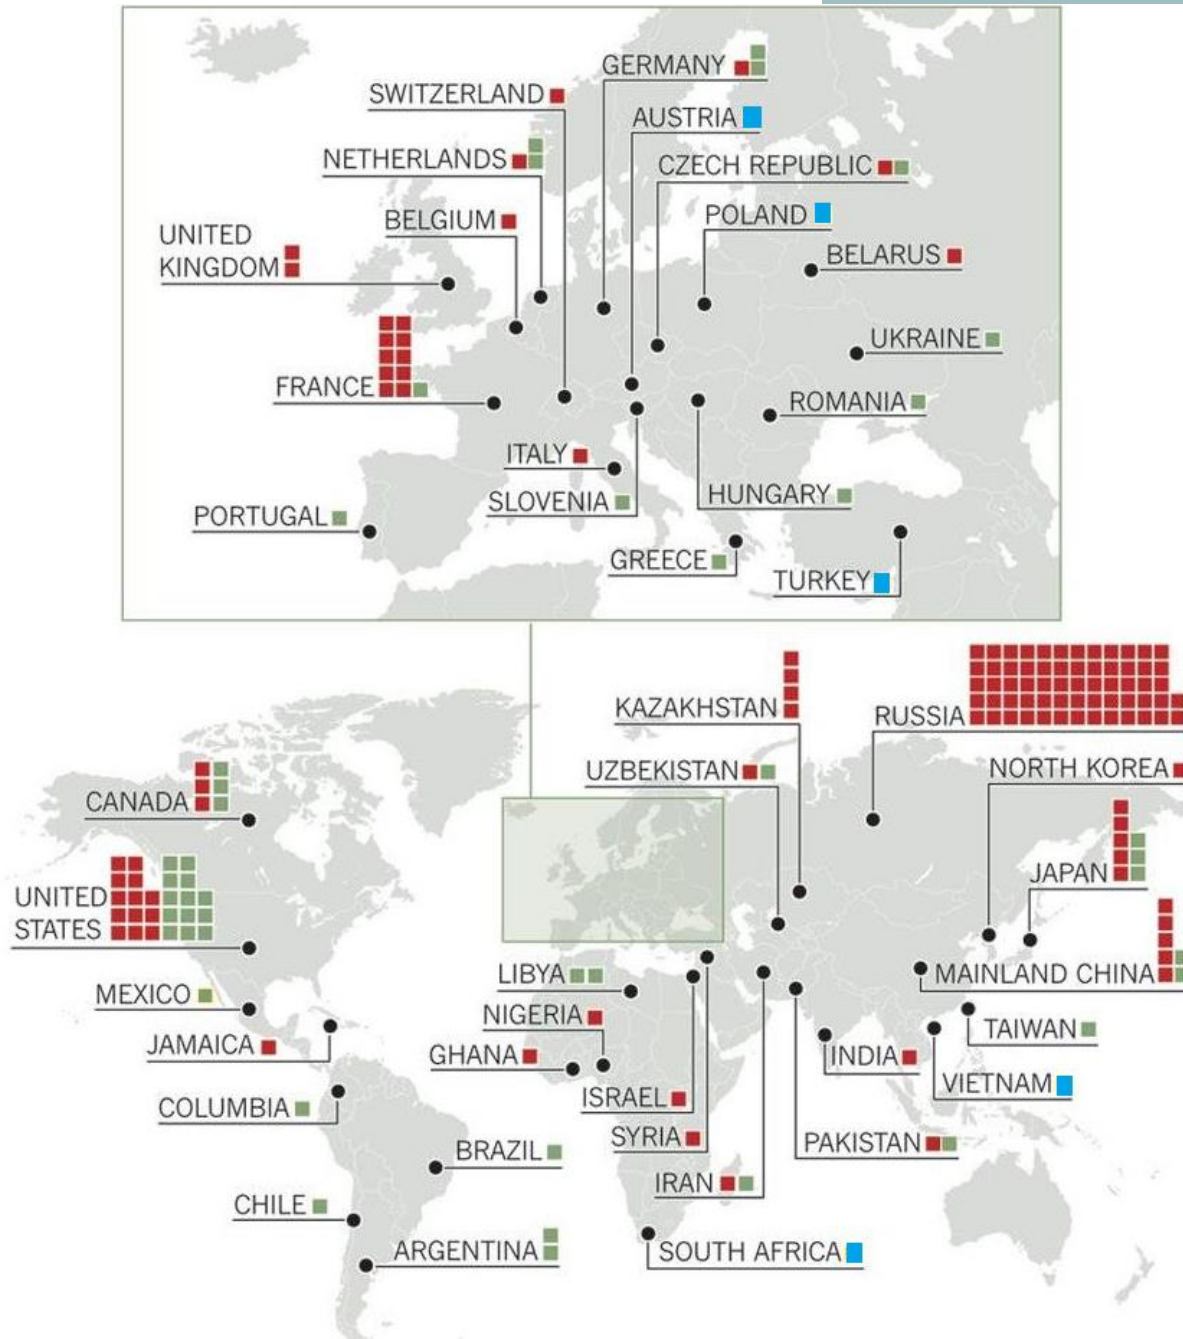 GERMANY
SWITZERLAND
AUSTRIA
NETHERLANDS
CZECH REPUBLIC
BELGIUM
POLAND
UNITED
KINGDOM
BELARUS
UKRAINE
FRANCE
ROMANIA
ITALY
SLOVENIA
HUNGARY
PORTUGAL
GREECE
TURKEY
KAZAKHSTAN
RUSSIA
UZBEKISTAN
NORTH KOREA
CANADA
JAPAN
UNITED
STATES
LIBYA
MAINLAND CHINA
MEXICO
NIGERIA
TAIWAN
JAMAICA
GHANA
INDIA
VIETNAM
ISRAEL
COLUMBIA
SYRIA
PAKISTAN
BRAZIL
IRAN
CHILE
ARGENTINA
SOUTH AFRICA